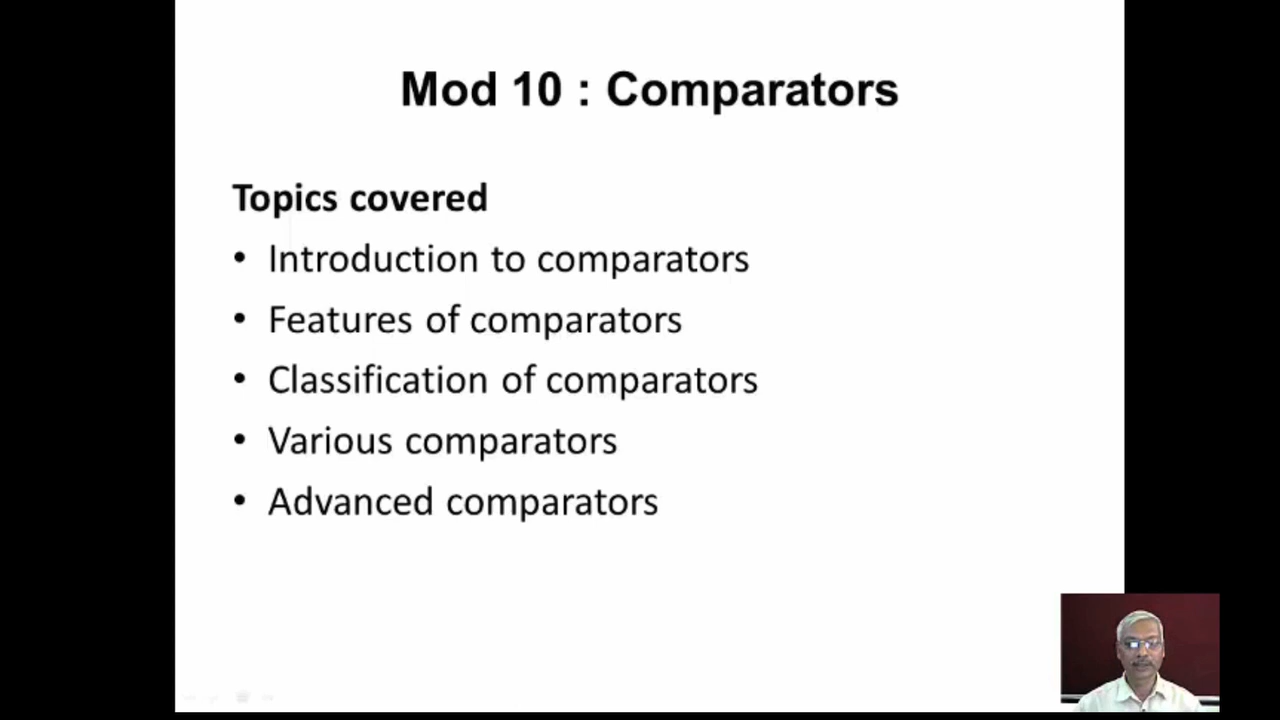 Mod 10 : Comparators
Topics covered
• Introduction to comparators
• Features of comparators
• Classification of comparators
• Various comparators
• Advanced comparators